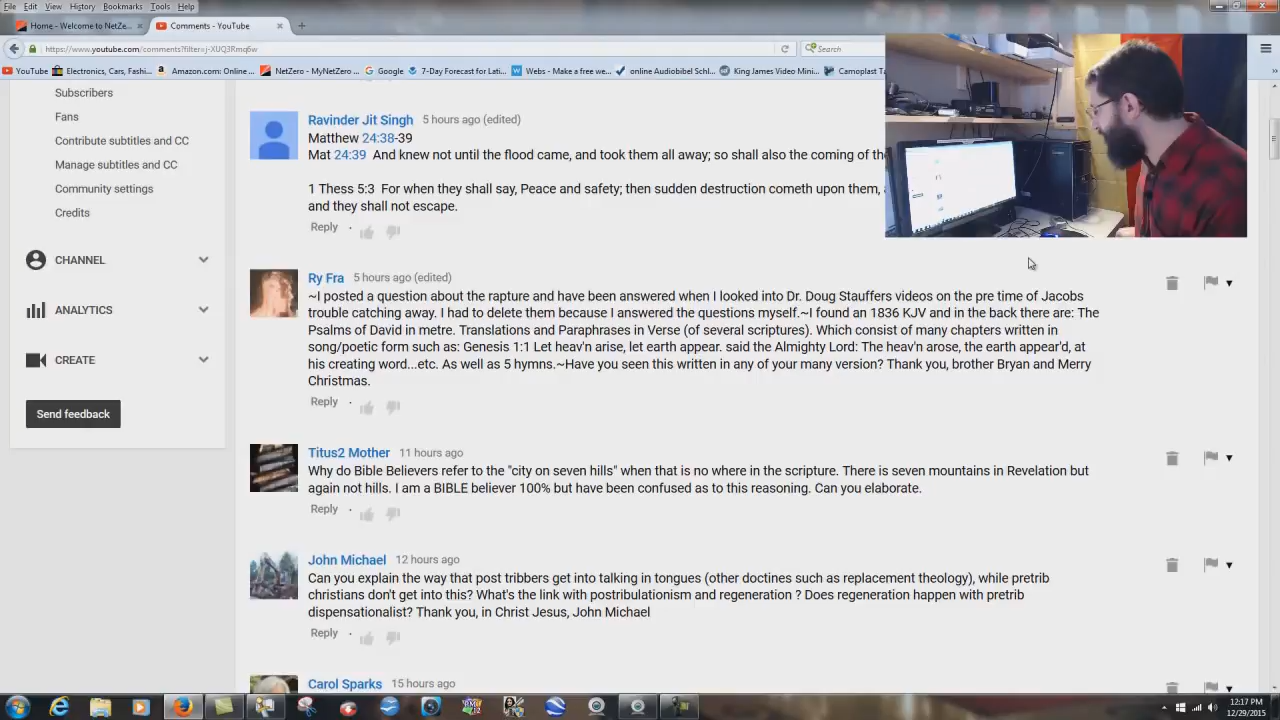 File Edit View History Bookmarks Tools Help
Home - Welcome to NetZe... × Comments - YouTube × +
https://www.youtube.com/comments?filter=j-XUQ3Rmq6w Search
YouTube Electronics, Cars, Fashi... Amazon.com: Online ... NetZero - MyNetZero Google 7-Day Forecast for Lati... Webs - Make a free we... online Audiobibel Schl... King James Video Mini... Camoplast Ta
Subscribers
Fans
Contribute subtitles and CC
Manage subtitles and CC
Community settings
Credits
CHANNEL
ANALYTICS
CREATE
Send feedback
Ravinder Jit Singh 5 hours ago (edited)
Matthew 24:38-39
Mat 24:39 And knew not until the flood came, and took them all away; so shall also the coming of the
1 Thess 5:3 For when they shall say, Peace and safety; then sudden destruction cometh upon them, a
and they shall not escape.
Reply ·
Ry Fra 5 hours ago (edited)
~I posted a question about the rapture and have been answered when I looked into Dr. Doug Stauffers videos on the pre time of Jacobs
trouble catching away. I had to delete them because I answered the questions myself.~I found an 1836 KJV and in the back there are: The
Psalms of David in metre. Translations and Paraphrases in Verse (of several scriptures). Which consist of many chapters written in
song/poetic form such as: Genesis 1:1 Let heav'n arise, let earth appear. said the Almighty Lord: The heav'n arose, the earth appear'd, at
his creating word...etc. As well as 5 hymns.~Have you seen this written in any of your many version? Thank you, brother Bryan and Merry
Christmas.
Reply ·
Titus2 Mother 11 hours ago
Why do Bible Believers refer to the "city on seven hills" when that is no where in the scripture. There is seven mountains in Revelation but
again not hills. I am a BIBLE believer 100% but have been confused as to this reasoning. Can you elaborate.
Reply ·
John Michael 12 hours ago
Can you explain the way that post tribbers get into talking in tongues (other doctines such as replacement theology), while pretrib
christians don't get into this? What's the link with postribulationism and regeneration ? Does regeneration happen with pretrib
dispensationalist? Thank you, in Christ Jesus, John Michael
Reply ·
Carol Sparks 15 hours ago
12:17 PM
12/29/2015